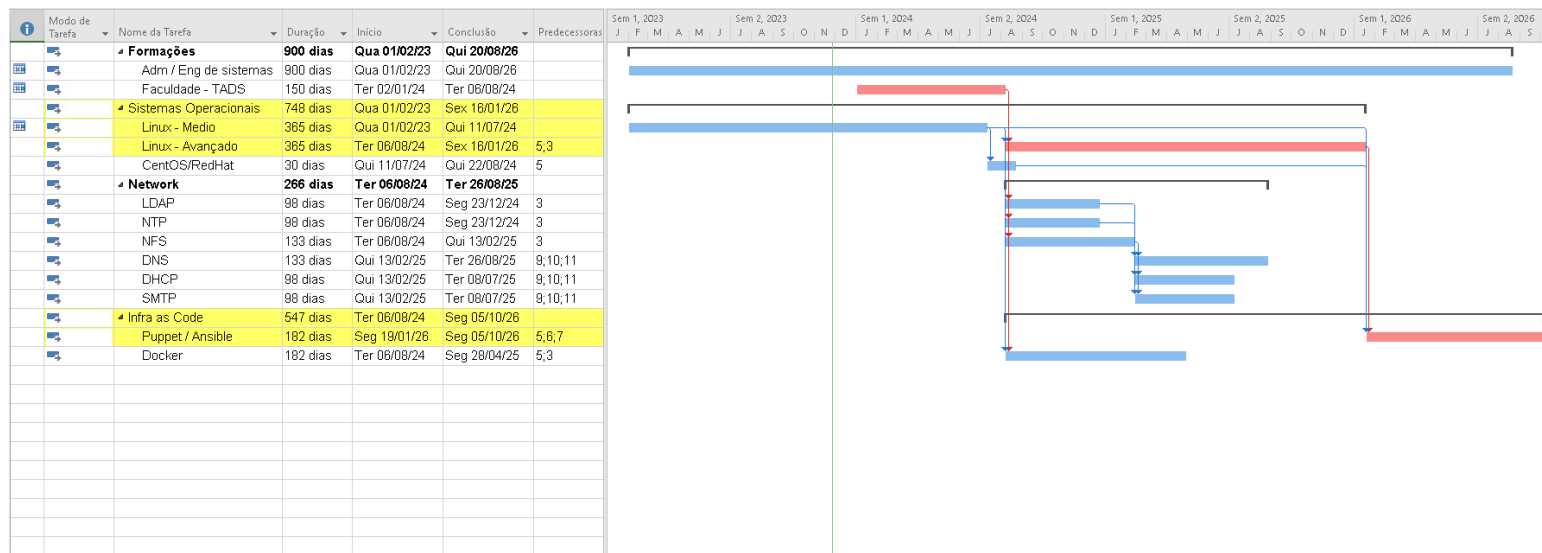 Modo de Tarefa Nome da Tarefa Duração Início Conclusão Predecessoras
Sem 1, 2023 Sem 2, 2023 Sem 1, 2024 Sem 2, 2024 Sem 1, 2025 Sem 2, 2025 Sem 1, 2026 Sem 2, 2026
J F M A M J J A S O N D J F M A M J J A S O N D J F M A M J J A S O N D J F M A M J J A S
Formações 900 dias Qua 01/02/23 Qui 20/08/26
Adm / Eng de sistemas 900 dias Qua 01/02/23 Qui 20/08/26
Faculdade - TADS 150 dias Ter 02/01/24 Ter 06/08/24
Sistemas Operacionais 748 dias Qua 01/02/23 Sex 16/01/26
Linux - Medio 365 dias Qua 01/02/23 Qui 11/07/24
Linux - Avançado 365 dias Ter 06/08/24 Sex 16/01/26 5;3
CentOS/RedHat 30 dias Qui 11/07/24 Qui 22/08/24 5
Network 266 dias Ter 06/08/24 Ter 26/08/25
LDAP 98 dias Ter 06/08/24 Seg 23/12/24 3
NTP 98 dias Ter 06/08/24 Seg 23/12/24 3
NFS 133 dias Ter 06/08/24 Qui 13/02/25 3
DNS 133 dias Qui 13/02/25 Ter 26/08/25 9;10;11
DHCP 98 dias Qui 13/02/25 Ter 08/07/25 9;10;11
SMTP 98 dias Qui 13/02/25 Ter 08/07/25 9;10;11
Infra as Code 547 dias Ter 06/08/24 Seg 05/10/26
Puppet / Ansible 182 dias Seg 19/01/26 Seg 05/10/26 5;6;7
Docker 182 dias Ter 06/08/24 Seg 28/04/25 5;3